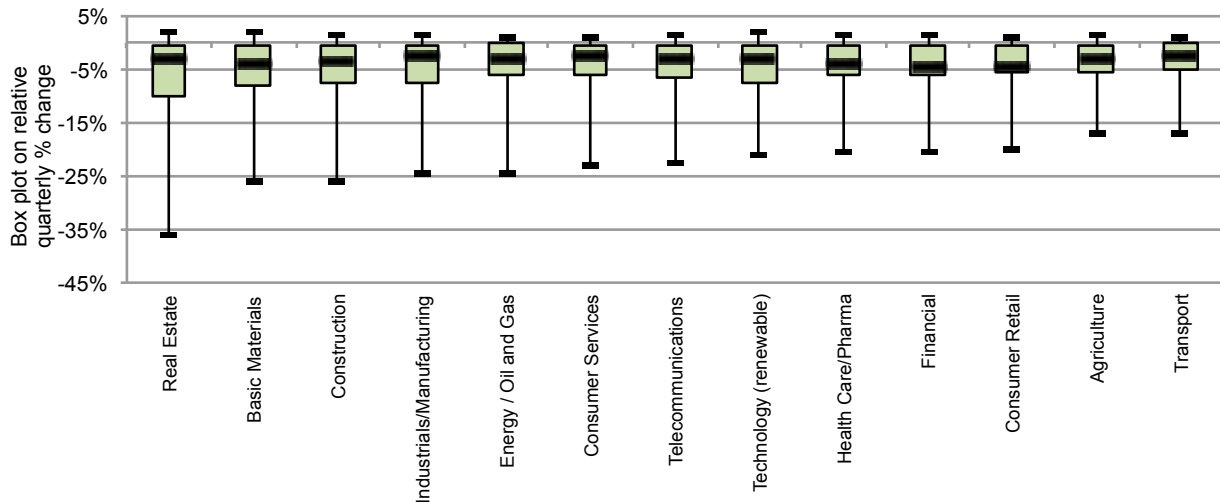 Box plot on relative
quarterly % change
5%
-5%
-15%
-25%
-35%
-45%
Real Estate
Basic Materials
Construction
Industrials/Manufacturing
Energy / Oil and Gas
Consumer Services
Telecommunications
Technology (renewable)
Health Care/Pharma
Financial
Consumer Retail
Agriculture
Transport